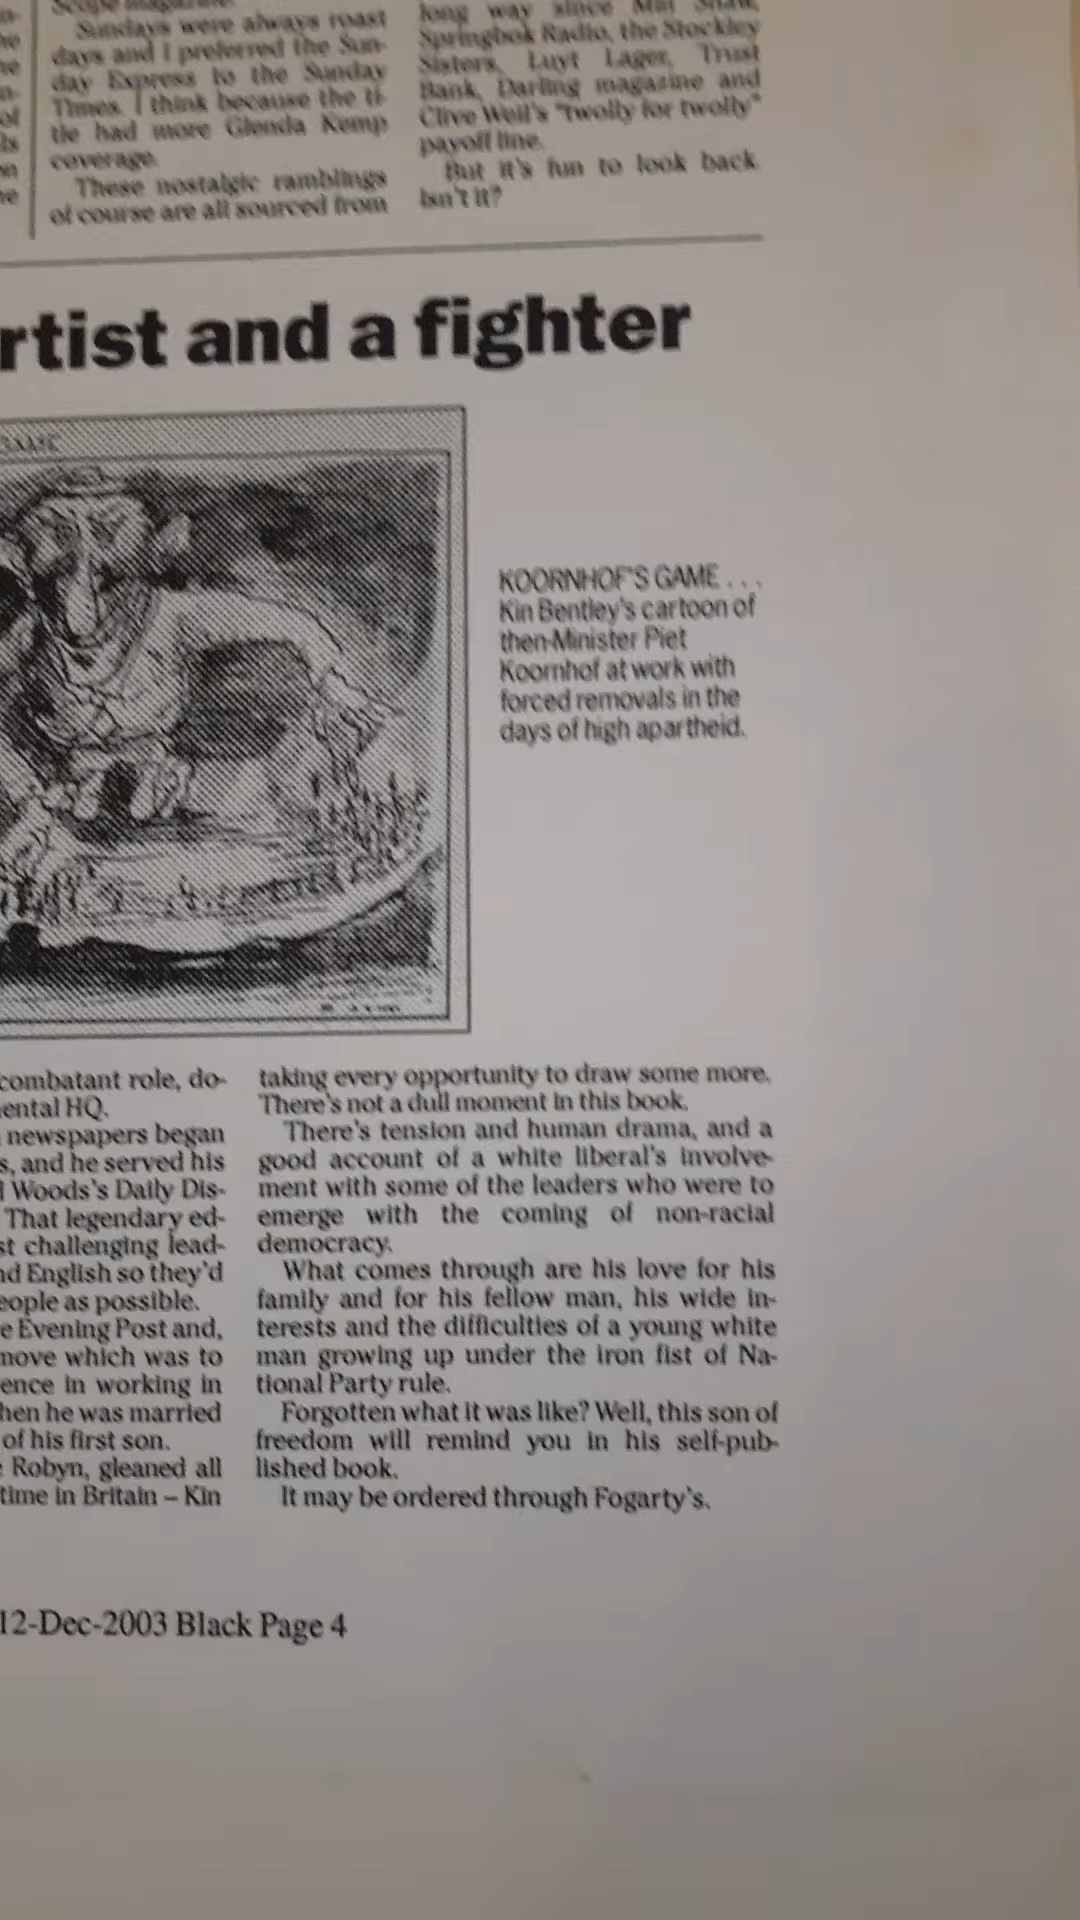 Scope magazine.
Sundays were always roast
days and I preferred the Sun-
day Express to the Sunday
Times. I think because the ti-
tle had more Glenda Kemp
coverage.
These nostalgic ramblings
of course are all sourced from
long way since
Springbok Radio, the Stockley
Sisters, Luyt Lager, Trust
Bank, Darling magazine and
Clive Weil's "twolly for twolly"
payoff line.
But it's fun to look back.
Isn't it?
rtist and a fighter
GAME
KOORNHOF'S GAME . . .
Kin Bentley's cartoon of
then-Minister Piet
Koornhof at work with
forced removals in the
days of high apartheid.
combatant role, do-
ental HQ.
newspapers began
s, and he served his
Woods's Daily Dis-
That legendary ed-
st challenging lead-
nd English so they'd
eople as possible.
e Evening Post and,
move which was to
ence in working in
hen he was married
of his first son.
Robyn, gleaned all
time in Britain – Kin
taking every opportunity to draw some more.
There's not a dull moment in this book.
There's tension and human drama, and a
good account of a white liberal's involve-
ment with some of the leaders who were to
emerge with the coming of non-racial
democracy.
What comes through are his love for his
family and for his fellow man, his wide in-
terests and the difficulties of a young white
man growing up under the iron fist of Na-
tional Party rule.
Forgotten what it was like? Well, this son of
freedom will remind you in his self-pub-
lished book.
It may be ordered through Fogarty's.
12-Dec-2003 Black Page 4